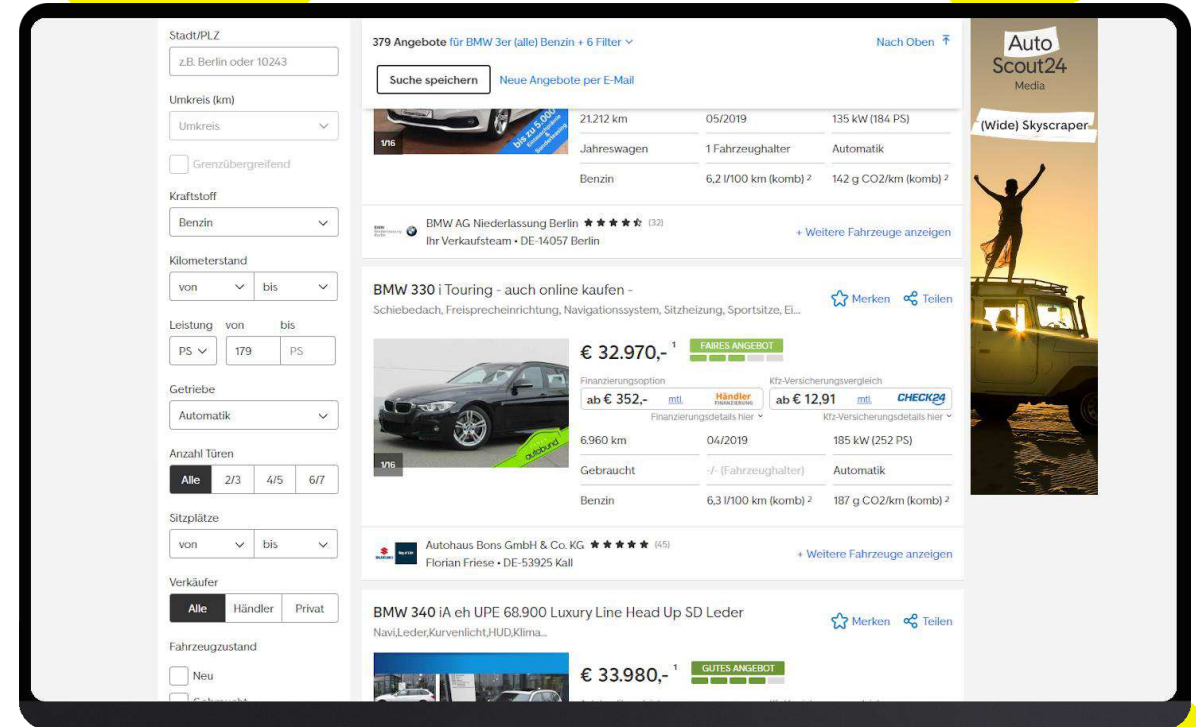 Stadt/PLZ
z.B. Berlin oder 10243
Umkreis (km)
Umkreis
Grenzübergreifend
Kraftstoff
Benzin
Kilometerstand
von bis
Leistung von bis
PS 179 PS
Getriebe
Automatik
Anzahl Türen
Alle 2/3 4/5 6/7
Sitzplätze
von bis
Verkäufer
Alle Händler Privat
Fahrzeugzustand
Neu
379 Angebote für BMW 3er (alle) Benzin + 6 Filter
Nach Oben
Suche speichern Neue Angebote per E-Mail
bis zu 5.000
1/16
21.212 km 05/2019 135 kW (184 PS)
Jahreswagen 1 Fahrzeughalter Automatik
Benzin 6,2 l/100 km (komb) 2 142 g CO2/km (komb) 2
BMW AG Niederlassung Berlin (32)
Ihr Verkaufsteam • DE-14057 Berlin
+ Weitere Fahrzeuge anzeigen
BMW 330 i Touring - auch online kaufen -
Schiebedach, Freisprecheinrichtung, Navigationssystem, Sitzheizung, Sportsitze, Ei...
Merken Teilen
€ 32.970,- 1 FAIRES ANGEBOT
Finanzierungsoption Kfz-Versicherungsvergleich
ab € 352,- mtl. Händler FINANZIERUNG ab € 12,91 mtl. CHECK24
Finanzierungsdetails hier Kfz-Versicherungsdetails hier
autobund
1/16
6.960 km 04/2019 185 kW (252 PS)
Gebraucht -/- (Fahrzeughalter) Automatik
Benzin 6,3 l/100 km (komb) 2 187 g CO2/km (komb) 2
Autohaus Bons GmbH & Co. KG (45)
Florian Friese • DE-53925 Kall
+ Weitere Fahrzeuge anzeigen
BMW 340 iA eh UPE 68.900 Luxury Line Head Up SD Leder
Navi,Leder,Kurvenlicht,HUD,Klima...
Merken Teilen
€ 33.980,- 1 GUTES ANGEBOT
Auto
Scout24
Media
(Wide) Skyscraper